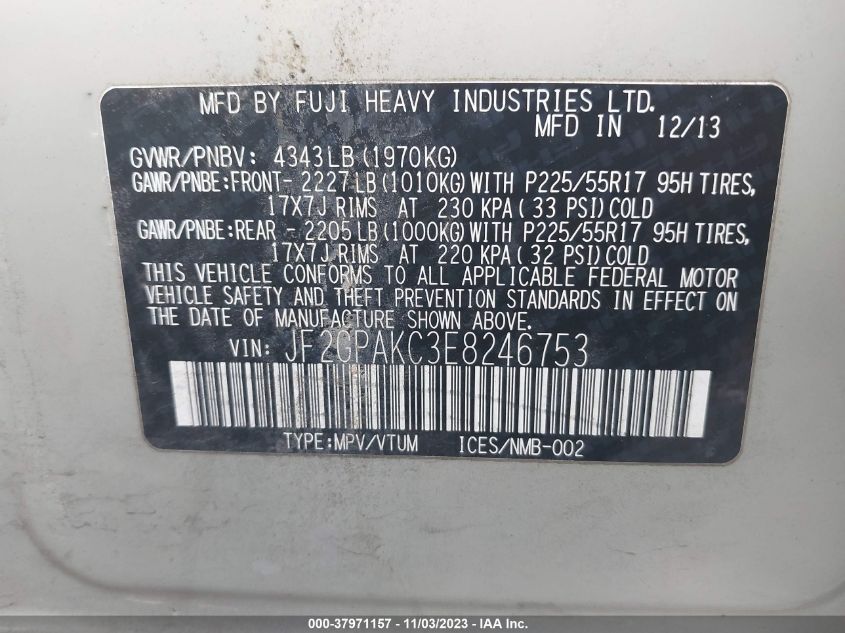 MFD BY FUJI HEAVY INDUSTRIES LTD.
MFD IN 12/13
GVWR/PNBV: 4343LB(1970KG)
GAWR/PNBE:FRONT- 2227LB(1010KG)WITH P225/55R17 95H TIRES,
17X7J RIMS AT 230 KPA( 33 PSI)COLD
GAWR/PNBE:REAR - 2205LB(1000KG)WITH P225/55R17 95H TIRES,
17X7J RIMS AT 220 KPA( 32 PSI)COLD
THIS VEHICLE CONFORMS TO ALL APPLICABLE FEDERAL MOTOR
VEHICLE SAFETY AND THEFT PREVENTION STANDARDS IN EFFECT ON
THE DATE OF MANUFACTURE SHOWN ABOVE.
VIN: JF2GPAKC3E8246753
TYPE:MPV/VTUM ICES/NMB-002
000-37971157 - 11/03/2023 - IAA Inc.